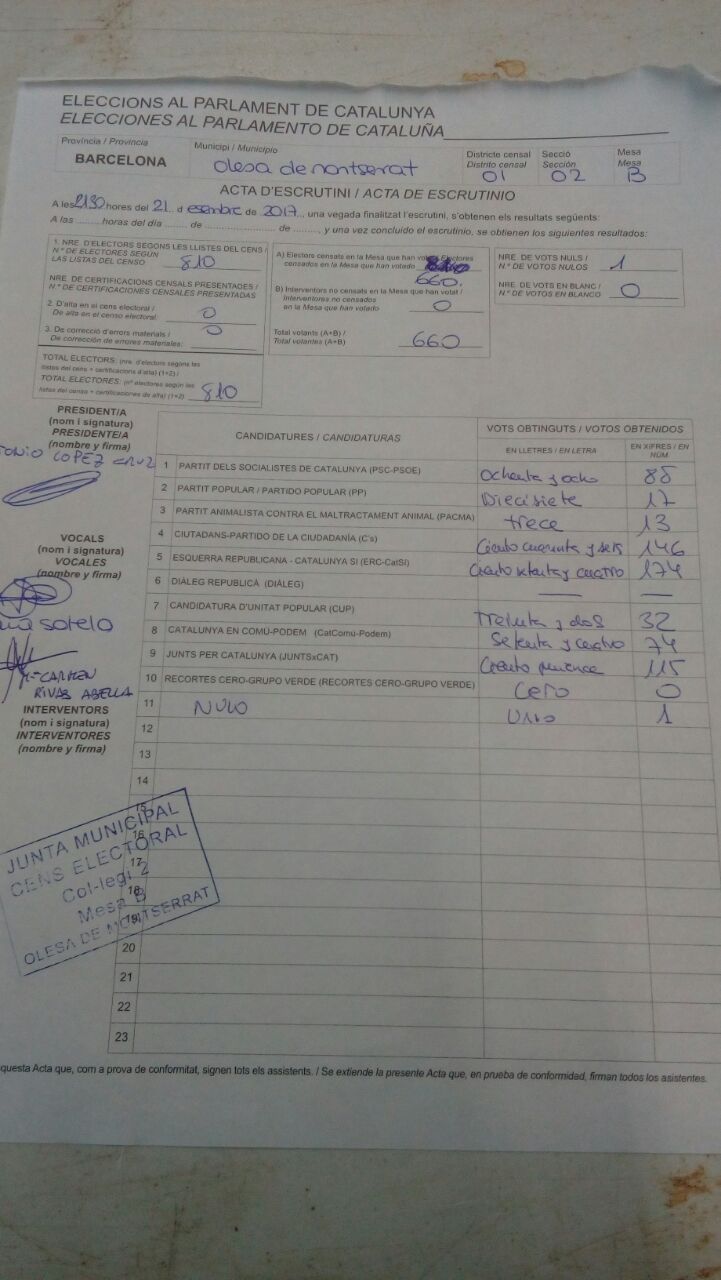 ELECCIONS AL PARLAMENT DE CATALUNYA
ELECCIONES AL PARLAMENTO DE CATALUÑA
Província / Provincia
BARCELONA
Municipi / Municipio
olesa de montserrat
Districte censal
Distrito censal
01
Secció
Sección
02
Mesa
Mesa
B
ACTA D'ESCRUTINI / ACTA DE ESCRUTINIO
A les 2130 hores del 21 d esembre de 2017, una vegada finalitzat l'escrutini, s'obtenen els resultats següents:
A las ........ horas del día ........ de ........................ de .........., y una vez concluido el escrutinio, se obtienen los siguientes resultados:
1. NRE. D'ELECTORS SEGONS LES LLISTES DEL CENS /
N.º DE ELECTORES SEGÚN
LAS LISTAS DEL CENSO
810
NRE. DE CERTIFICACIONS CENSALS PRESENTADES /
N.º DE CERTIFICACIONES CENSALES PRESENTADAS
2. D'alta en el cens electoral /
De alta en el censo electoral:
0
3. De correcció d'errors materials /
De corrección de errores materiales:
0
TOTAL ELECTORS: (nre. d'electors segons les
llistes del cens + certificacions d'alta) (1+2) /
TOTAL ELECTORES: (nº electores según las
listas del censo + certificaciones de alta) (1+2)
810
A) Electors censats en la Mesa que han votat / Electores
censados en la Mesa que han votado
660.
B) Interventors no censats en la Mesa que han votat /
Interventores no censados
en la Mesa que han votado
0
Total votants (A+B) /
Total votantes (A+B)
660
NRE. DE VOTS NULS /
N.º DE VOTOS NULOS
1
NRE. DE VOTS EN BLANC /
N.º DE VOTOS EN BLANCO
0
PRESIDENT/A
(nom i signatura)
PRESIDENTE/A
(nombre y firma)
TONIO LOPEZ CRUZ
VOCALS
(nom i signatura)
VOCALES
(nombre y firma)
sotelo
Mª CARMEN
RIVAS ABELLA
INTERVENTORS
(nom i signatura)
INTERVENTORES
(nombre y firma)
CANDIDATURES / CANDIDATURAS
VOTS OBTINGUTS / VOTOS OBTENIDOS
EN LLETRES / EN LETRA
EN XIFRES / EN NÚM.
1 PARTIT DELS SOCIALISTES DE CATALUNYA (PSC-PSOE) Ochenta y ocho 88
2 PARTIT POPULAR / PARTIDO POPULAR (PP) Diecisiete 17
3 PARTIT ANIMALISTA CONTRA EL MALTRACTAMENT ANIMAL (PACMA) trece 13
4 CIUTADANS-PARTIDO DE LA CIUDADANÍA (C's) Ciento cuarenta y seis 146
5 ESQUERRA REPUBLICANA - CATALUNYA SÍ (ERC-CatSí) Ciento setenta y cuatro 174
6 DIÀLEG REPUBLICÀ (DIÀLEG) — —
7 CANDIDATURA D'UNITAT POPULAR (CUP) Treinta y dos 32
8 CATALUNYA EN COMÚ-PODEM (CatComú-Podem) Setenta y cuatro 74
9 JUNTS PER CATALUNYA (JUNTSxCAT) Ciento quince 115
10 RECORTES CERO-GRUPO VERDE (RECORTES CERO-GRUPO VERDE) Cero 0
11 NULO Uno 1
12
13
14
15
16
17
18
19
20
21
22
23
JUNTA MUNICIPAL
CENS ELECTORAL
Col·legi 2
Mesa B
OLESA DE MONTSERRAT
questa Acta que, com a prova de conformitat, signen tots els assistents. / Se extiende la presente Acta que, en prueba de conformidad, firman todos los asistentes.